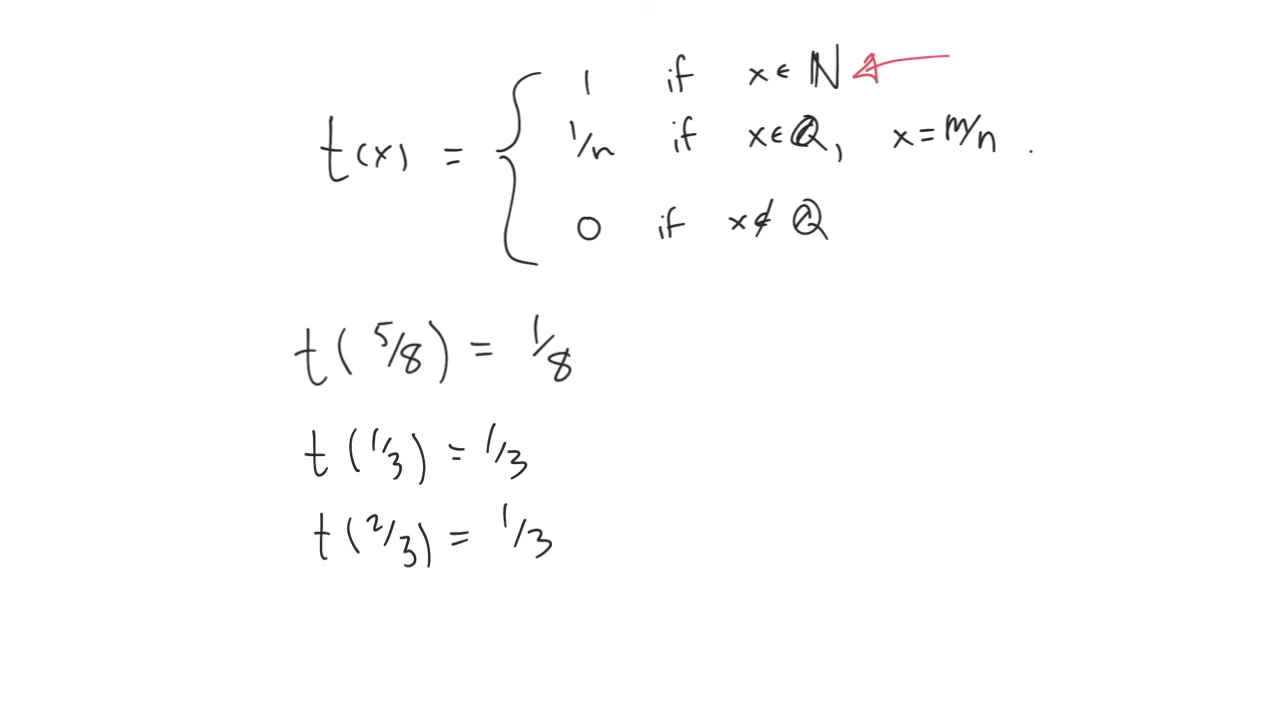 t(x) = { 1 if x ∈ ℕ
1/n if x ∈ ℚ, x = m/n .
0 if x ∉ ℚ
t( 5/8 ) = 1/8
t (1/3) = 1/3
t (2/3) = 1/3